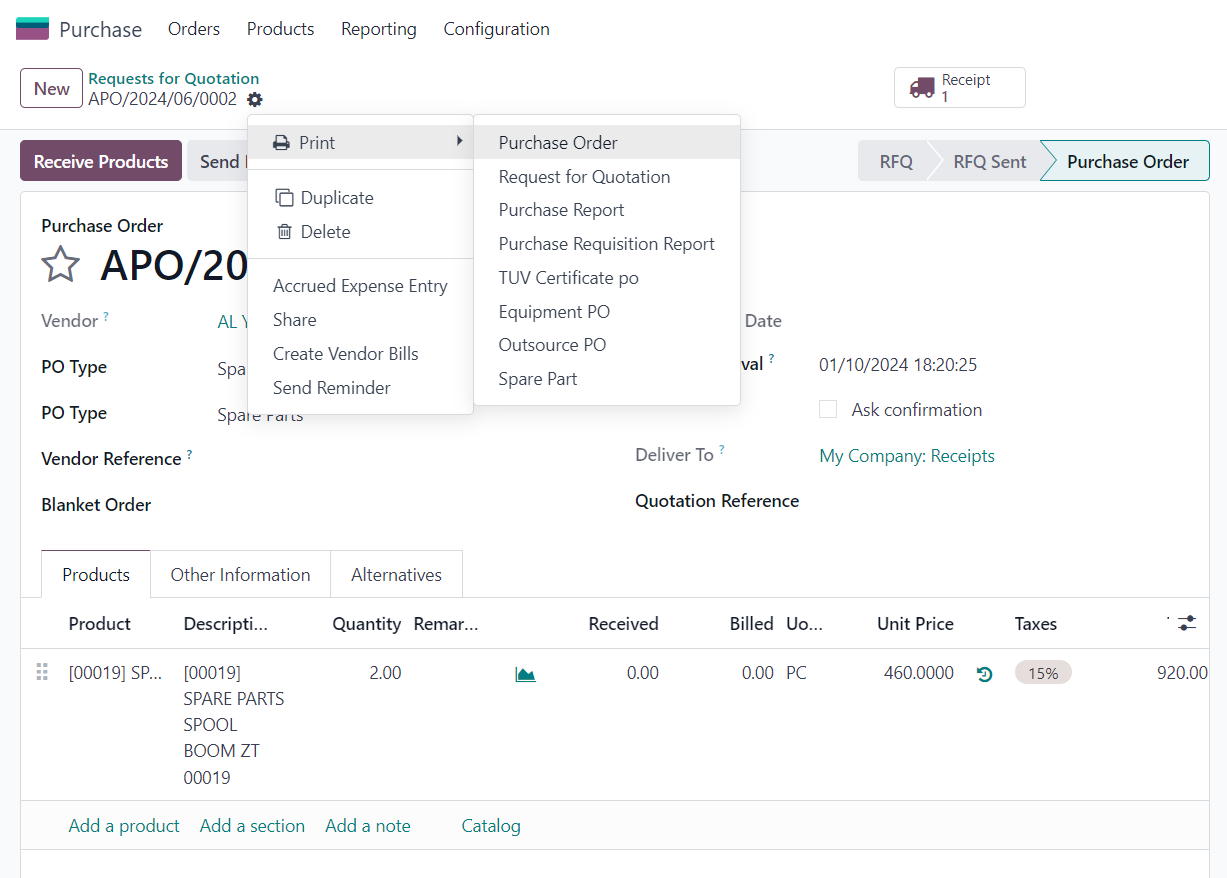 Purchase Orders Products Reporting Configuration
New
Requests for Quotation
APO/2024/06/0002
Receipt
1
Receive Products Send
RFQ RFQ Sent Purchase Order
Print
Duplicate
Delete
Accrued Expense Entry
Share
Create Vendor Bills
Send Reminder
Purchase Order
Request for Quotation
Purchase Report
Purchase Requisition Report
TUV Certificate po
Equipment PO
Outsource PO
Spare Part
Purchase Order
APO/20
Vendor ? AL
Date
PO Type Spa
val ? 01/10/2024 18:20:25
PO Type Spare Parts
Ask confirmation
Vendor Reference ?
Deliver To ? My Company: Receipts
Blanket Order
Quotation Reference
Products Other Information Alternatives
Product Descripti... Quantity Remar... Received Billed Uo... Unit Price Taxes
[00019] SP... [00019] 2.00 0.00 0.00 PC 460.0000 15% 920.00
SPARE PARTS
SPOOL
BOOM ZT
00019
Add a product Add a section Add a note Catalog